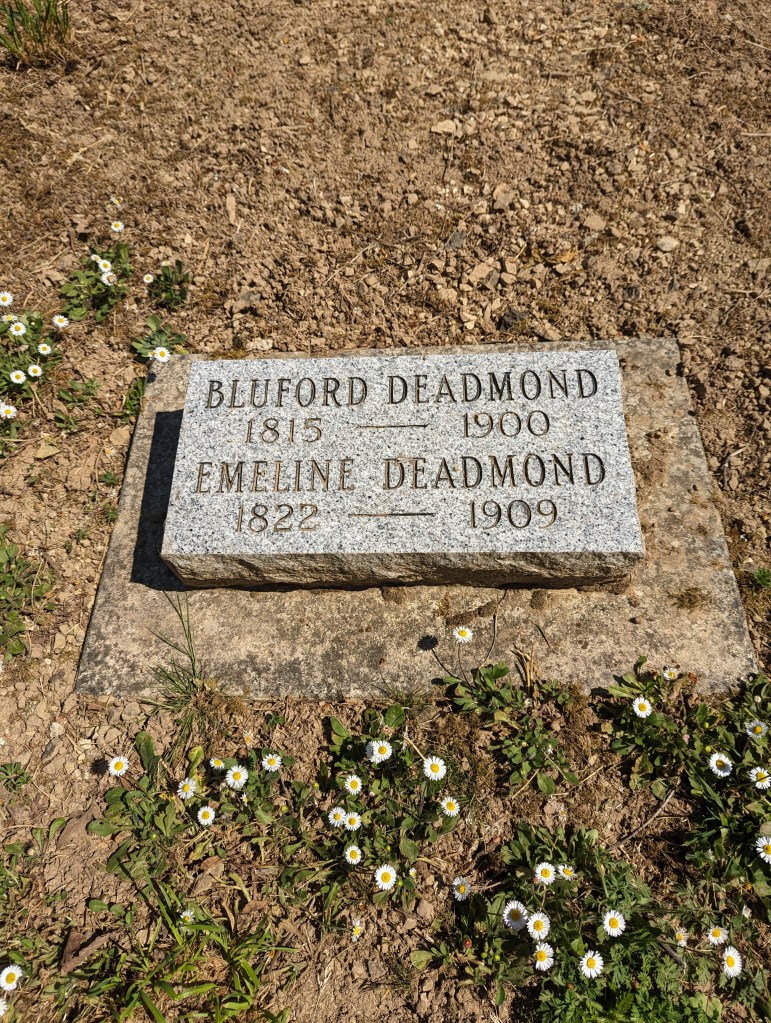 BLUFORD DEADMOND
1815 — 1900
EMELINE DEADMOND
1822 — 1909